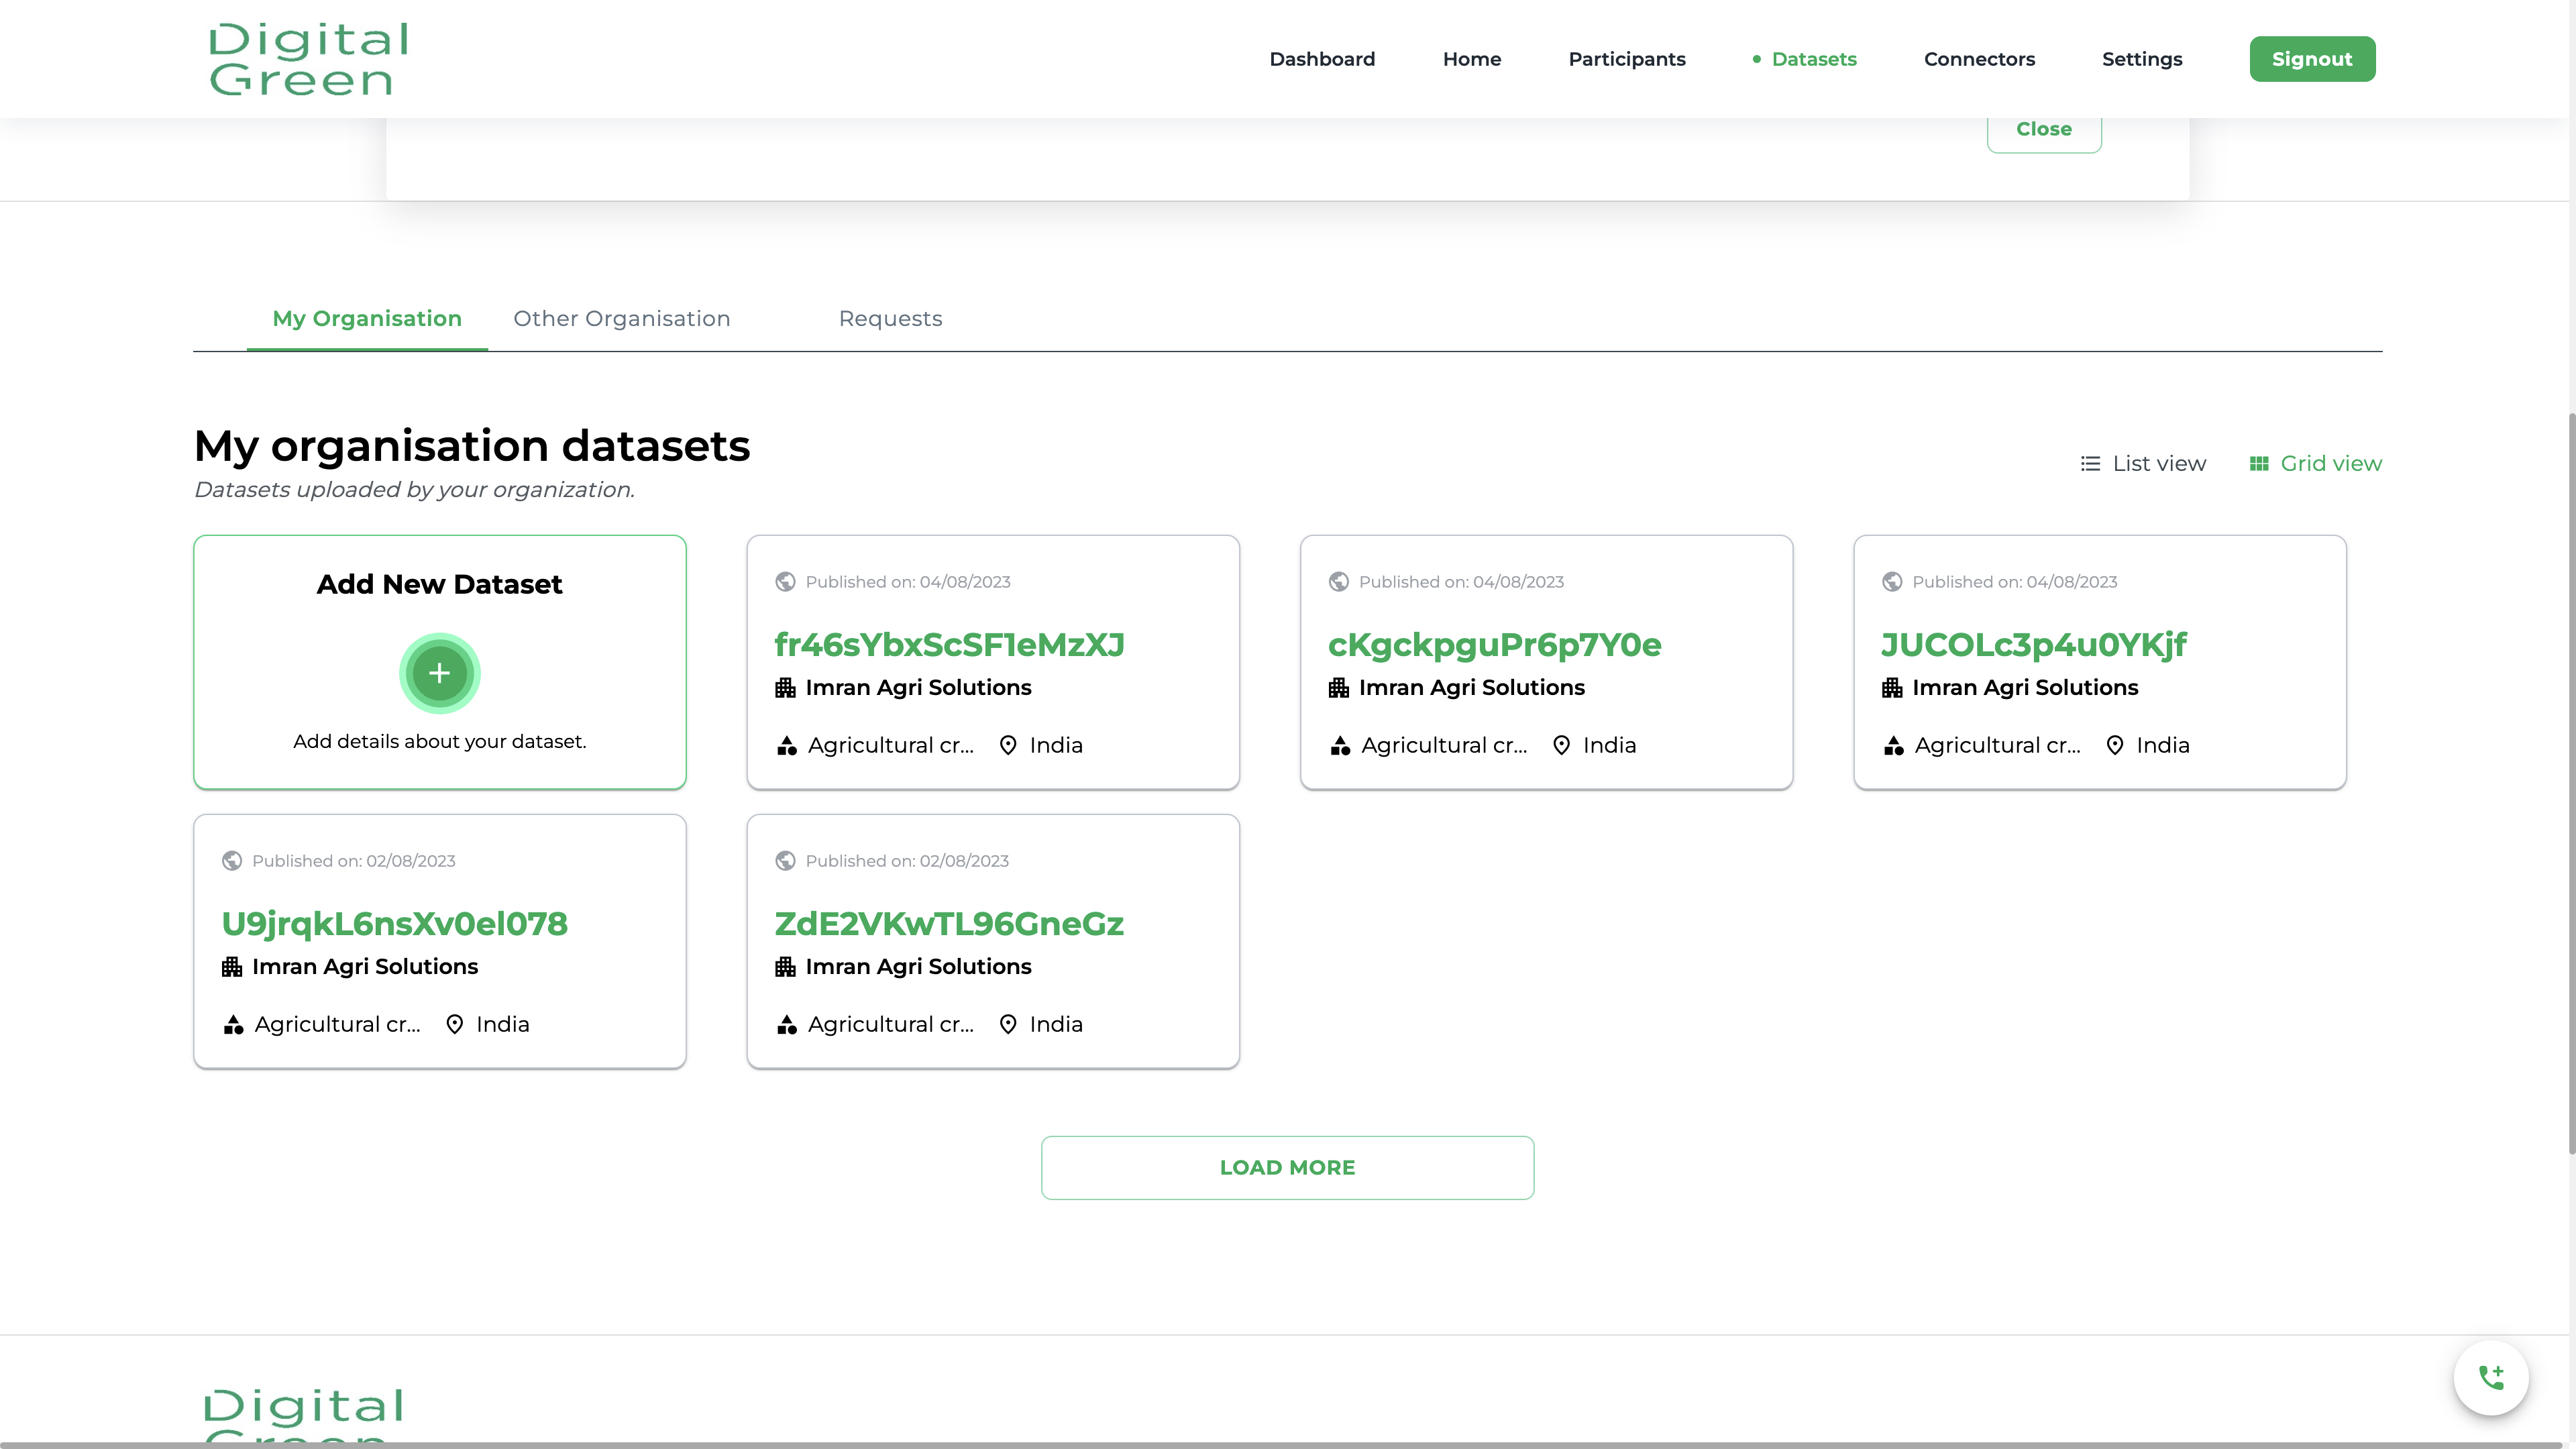 Digital
Green
Dashboard
Home
Participants
Datasets
Connectors
Settings
Signout
Close
My Organisation
Other Organisation
Requests
My organisation datasets
Datasets uploaded by your organization.
List view
Grid view
Add New Dataset
Add details about your dataset.
Published on: 04/08/2023
fr46sYbxScSF1eMzXJ
Imran Agri Solutions
Agricultural cr... India
Published on: 04/08/2023
cKgckpguPr6p7Y0e
Imran Agri Solutions
Agricultural cr... India
Published on: 04/08/2023
JUCOLc3p4u0YKjf
Imran Agri Solutions
Agricultural cr... India
Published on: 02/08/2023
U9jrqkL6nsXv0el078
Imran Agri Solutions
Agricultural cr... India
Published on: 02/08/2023
ZdE2VKwTL96GneGz
Imran Agri Solutions
Agricultural cr... India
LOAD MORE
Digital
Green